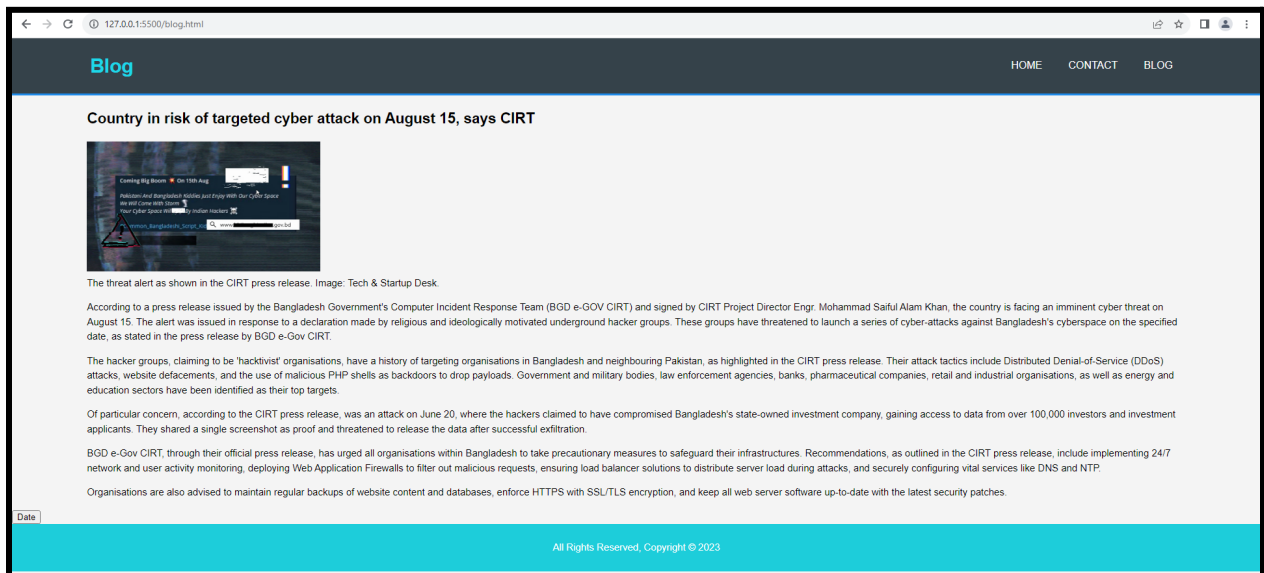 127.0.0.1:5500/blog.html
Blog
HOME CONTACT BLOG
Country in risk of targeted cyber attack on August 15, says CIRT
Coming Big Boom On 15th Aug
Pakistani And Bangladesh Kiddies Just Enjoy With Our Cyber Space
We Will Come With Storm
Your Cyber Space By Indian Hackers
www. gov.bd
The threat alert as shown in the CIRT press release. Image: Tech & Startup Desk.
According to a press release issued by the Bangladesh Government's Computer Incident Response Team (BGD e-GOV CIRT) and signed by CIRT Project Director Engr. Mohammad Saiful Alam Khan, the country is facing an imminent cyber threat on
August 15. The alert was issued in response to a declaration made by religious and ideologically motivated underground hacker groups. These groups have threatened to launch a series of cyber-attacks against Bangladesh's cyberspace on the specified
date, as stated in the press release by BGD e-Gov CIRT.
The hacker groups, claiming to be 'hacktivist' organisations, have a history of targeting organisations in Bangladesh and neighbouring Pakistan, as highlighted in the CIRT press release. Their attack tactics include Distributed Denial-of-Service (DDoS)
attacks, website defacements, and the use of malicious PHP shells as backdoors to drop payloads. Government and military bodies, law enforcement agencies, banks, pharmaceutical companies, retail and industrial organisations, as well as energy and
education sectors have been identified as their top targets.
Of particular concern, according to the CIRT press release, was an attack on June 20, where the hackers claimed to have compromised Bangladesh's state-owned investment company, gaining access to data from over 100,000 investors and investment
applicants. They shared a single screenshot as proof and threatened to release the data after successful exfiltration.
BGD e-Gov CIRT, through their official press release, has urged all organisations within Bangladesh to take precautionary measures to safeguard their infrastructures. Recommendations, as outlined in the CIRT press release, include implementing 24/7
network and user activity monitoring, deploying Web Application Firewalls to filter out malicious requests, ensuring load balancer solutions to distribute server load during attacks, and securely configuring vital services like DNS and NTP.
Organisations are also advised to maintain regular backups of website content and databases, enforce HTTPS with SSL/TLS encryption, and keep all web server software up-to-date with the latest security patches.
Date
All Rights Reserved, Copyright © 2023